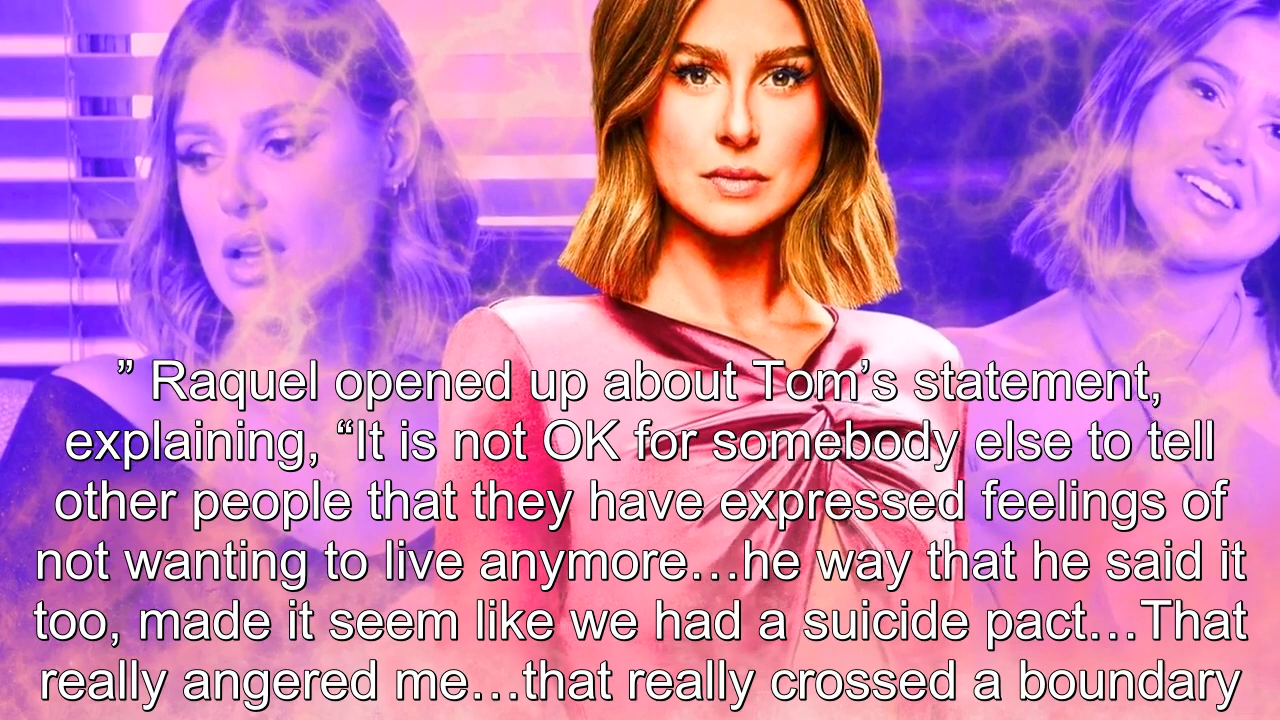 ” Raquel opened up about Tom’s statement,
explaining, “It is not OK for somebody else to tell
other people that they have expressed feelings of
not wanting to live anymore…he way that he said it
too, made it seem like we had a suicide pact…That
really angered me…that really crossed a boundary